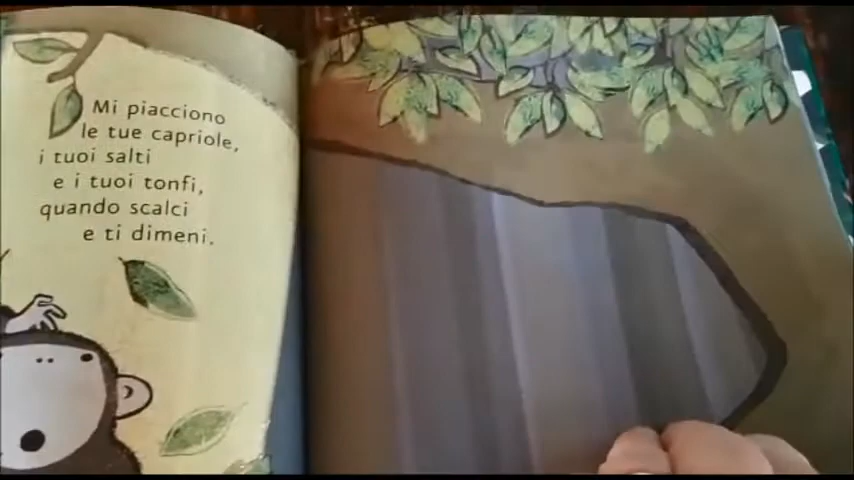 Mi piacciono
le tue capriole,
i tuoi salti
e i tuoi tonfi,
quando scalci
e ti dimeni.